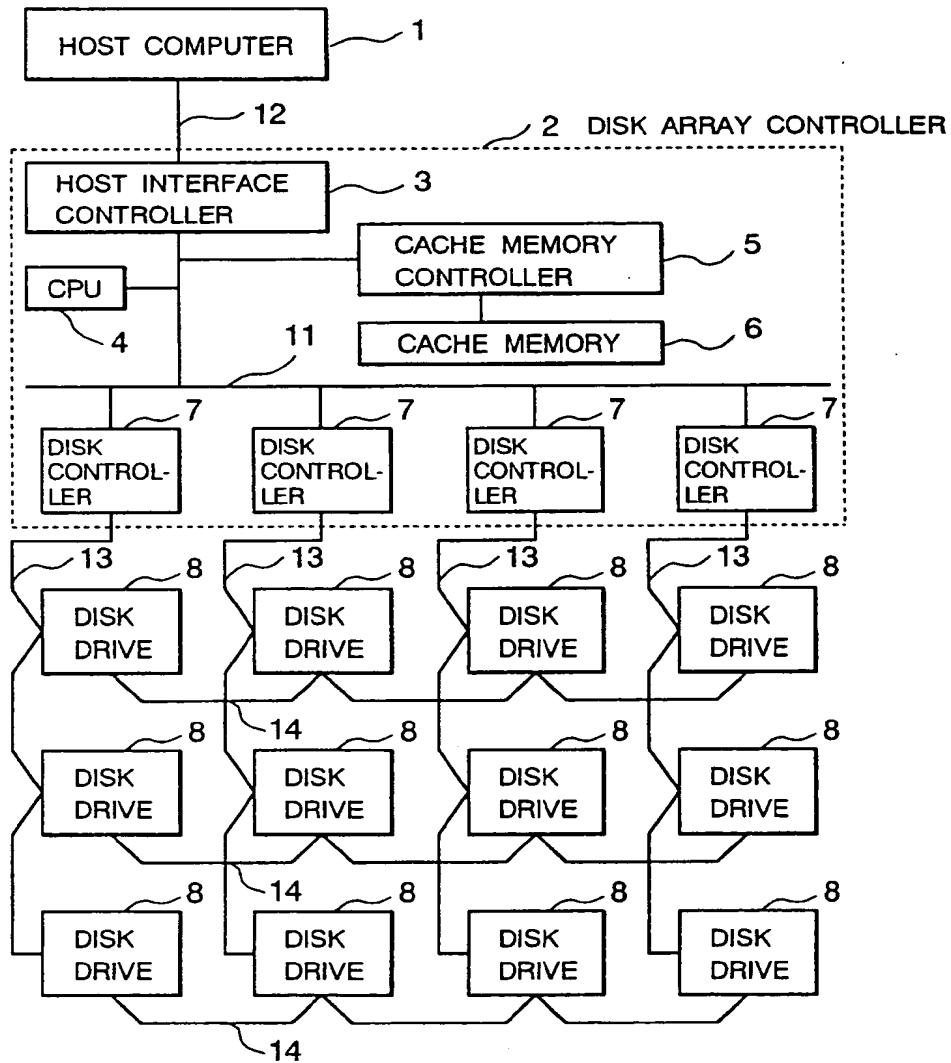 HOST COMPUTER
1
12
2 DISK ARRAY CONTROLLER
HOST INTERFACE
CONTROLLER
3
CACHE MEMORY
CONTROLLER
5
CPU
4
CACHE MEMORY
6
11
7
7
7
7
DISK
CONTROL-
LER
DISK
CONTROL-
LER
DISK
CONTROL-
LER
DISK
CONTROL-
LER
13
13
13
13
8
8
8
8
DISK
DRIVE
DISK
DRIVE
DISK
DRIVE
DISK
DRIVE
14
8
8
8
8
DISK
DRIVE
DISK
DRIVE
DISK
DRIVE
DISK
DRIVE
14
8
8
8
8
DISK
DRIVE
DISK
DRIVE
DISK
DRIVE
DISK
DRIVE
14